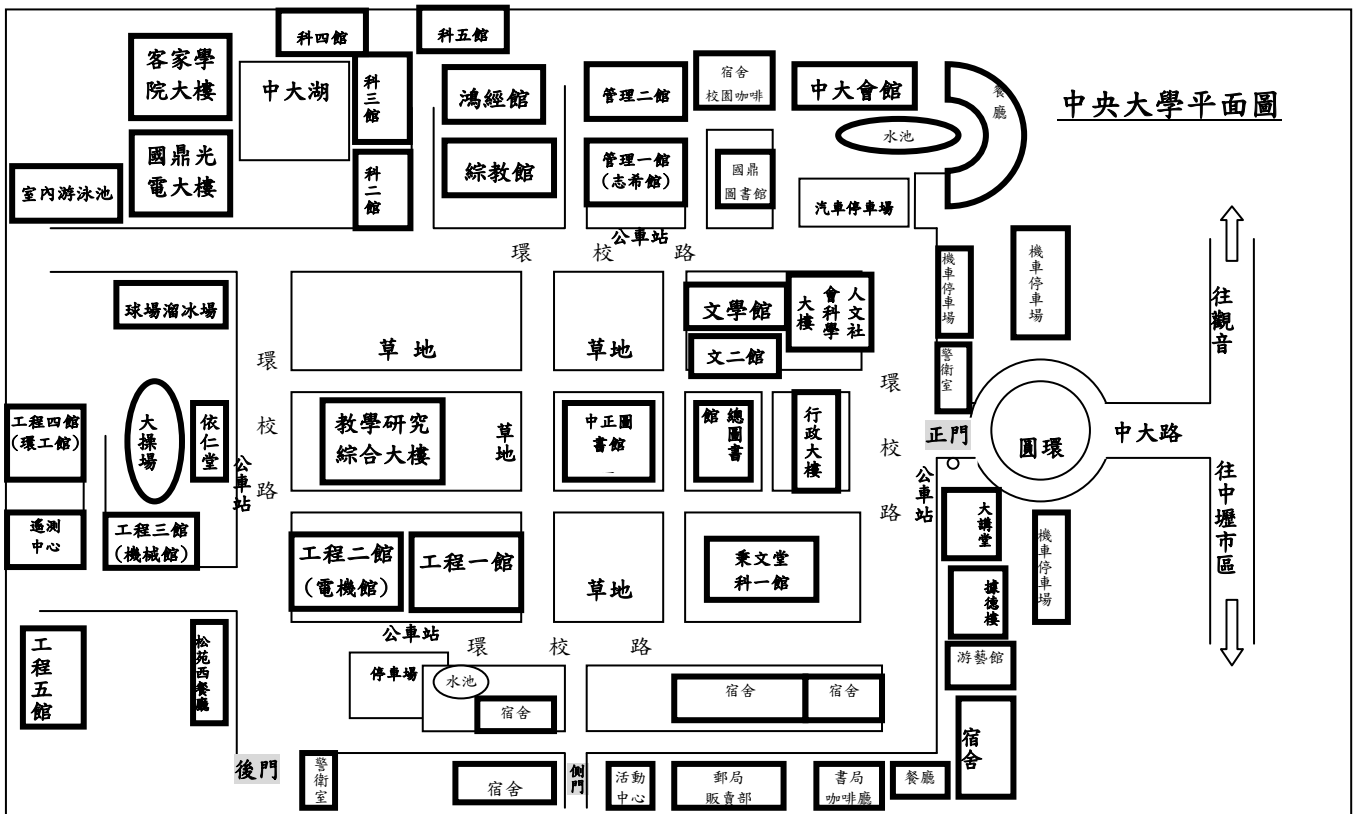 中央大學平面圖
科四館
科五館
客家學
院大樓
中大湖
科三館
鴻經館
管理二館
宿舍
校園咖啡
中大會館
餐廳
水池
國鼎光
電大樓
室內游泳池
科二館
綜教館
管理一館
(志希館)
國鼎
圖書館
汽車停車場
公車站
環校路
機車停車場
機車停車場
往觀音
球場溜冰場
環校路
草地
草地
文學館
文二館
人文社
會科學
大樓
環校路
警衛室
工程四館
(環工館)
大操場
依仁堂
公車站
教學研究
綜合大樓
草地
中正圖
書館
總圖書
館
行政大樓
正門
圓環
中大路
公車站
往中壢市區
遙測
中心
工程三館
(機械館)
工程二館
(電機館)
工程一館
草地
秉文堂
科一館
大講堂
機車停車場
據德樓
公車站
環校路
游藝館
工程五館
松苑西餐廳
停車場
水池
宿舍
宿舍
宿舍
宿舍
後門
警衛室
宿舍
側門
活動
中心
郵局
販賣部
書局
咖啡廳
餐廳